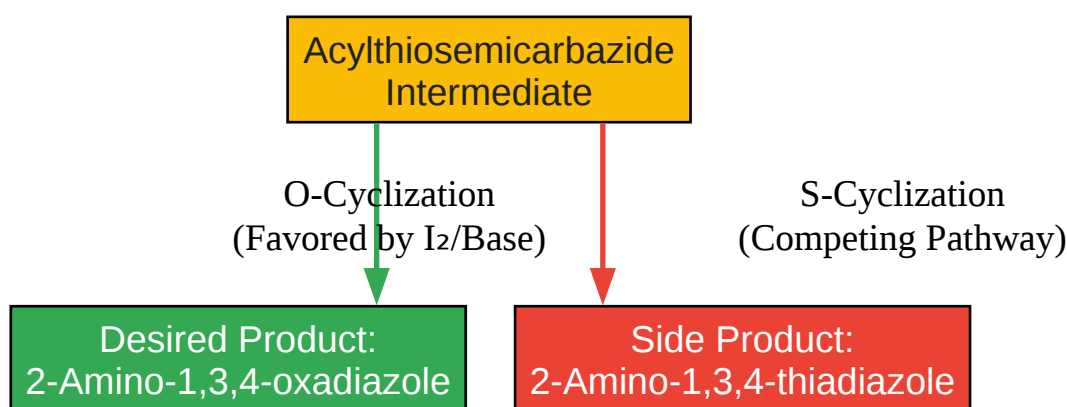 Acylthiosemicarbazide
Intermediate
O-Cyclization
(Favored by I₂/Base)
S-Cyclization
(Competing Pathway)
Desired Product:
2-Amino-1,3,4-oxadiazole
Side Product:
2-Amino-1,3,4-thiadiazole